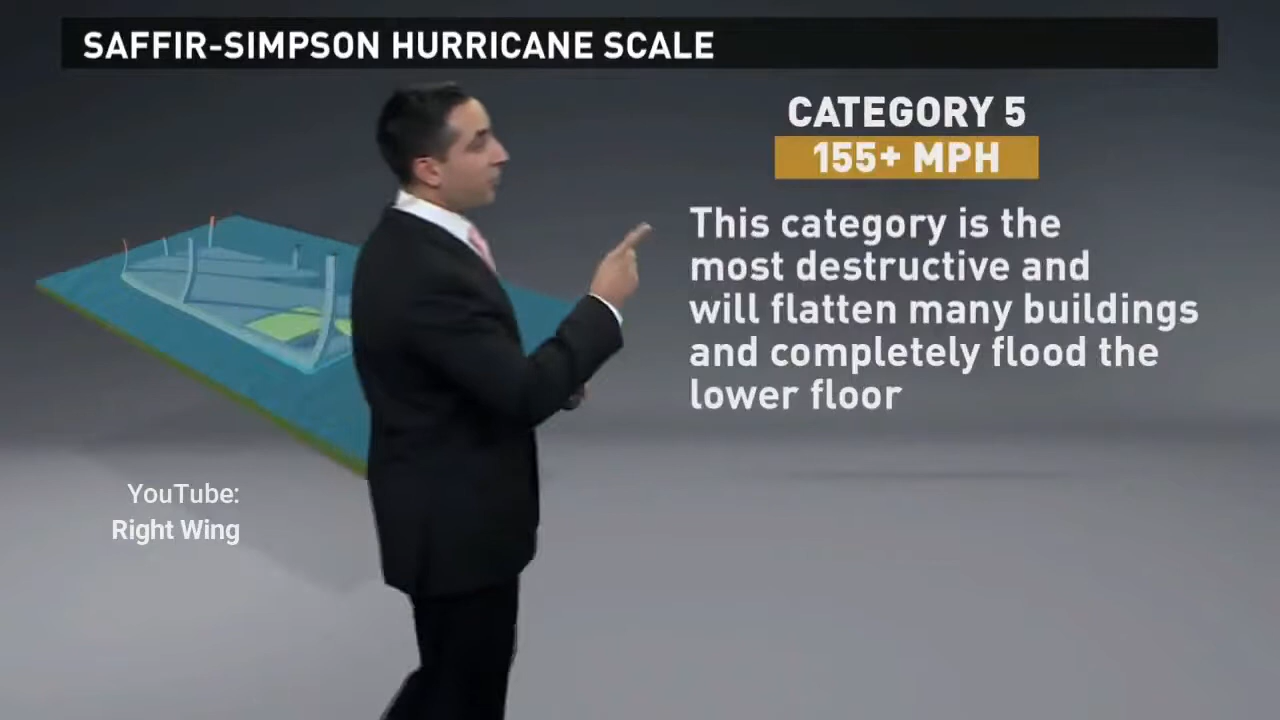 SAFFIR-SIMPSON HURRICANE SCALE
CATEGORY 5
155+ MPH
This category is the
most destructive and
will flatten many buildings
and completely flood the
lower floor
YouTube:
Right Wing